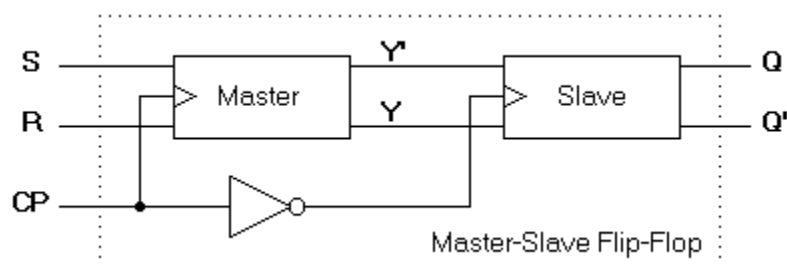 S
Y'
Q
Master
Slave
R
Y
Q'
CP
Master-Slave Flip-Flop